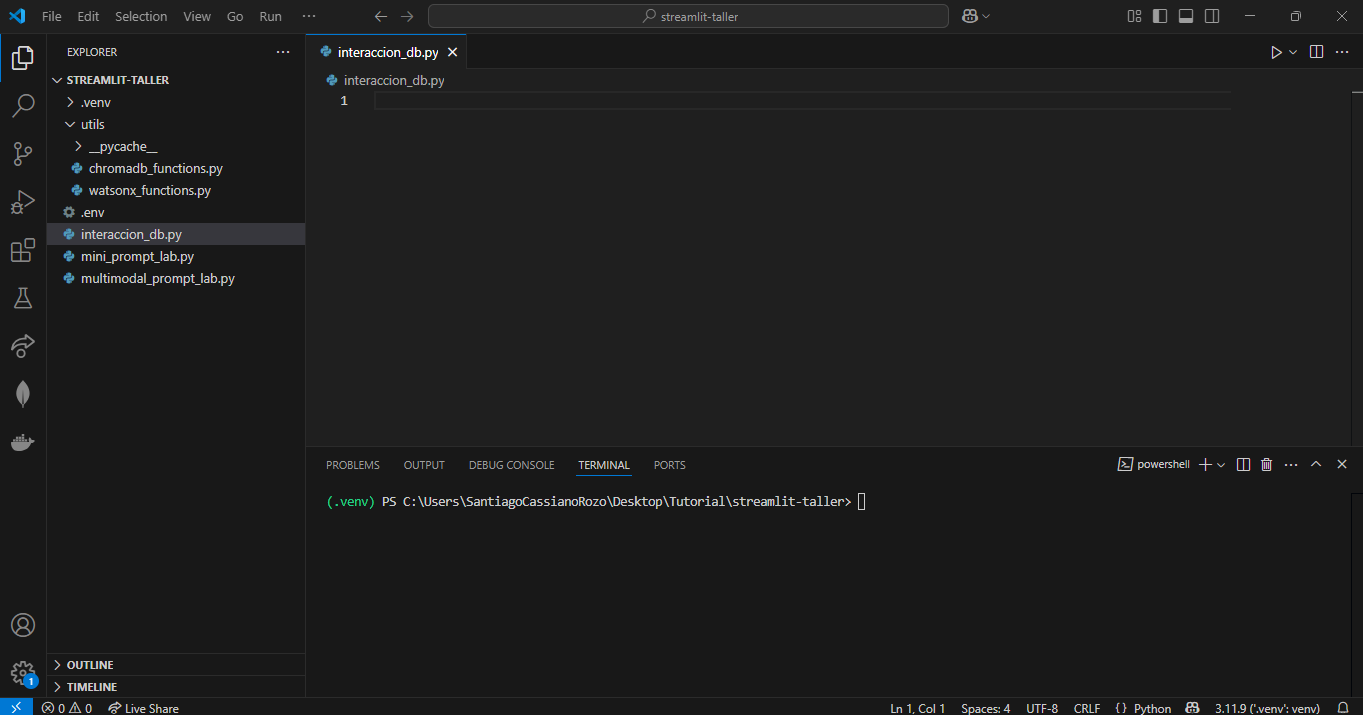 File Edit Selection View Go Run ···
streamlit-taller
EXPLORER
STREAMLIT-TALLER
.venv
utils
__pycache__
chromadb_functions.py
watsonx_functions.py
.env
interaccion_db.py
mini_prompt_lab.py
multimodal_prompt_lab.py
OUTLINE
TIMELINE
interaccion_db.py
interaccion_db.py
1
PROBLEMS OUTPUT DEBUG CONSOLE TERMINAL PORTS
powershell
(.venv) PS C:\Users\SantiagoCassianoRozo\Desktop\Tutorial\streamlit-taller>
1
0 0 Live Share Ln 1, Col 1 Spaces: 4 UTF-8 CRLF {} Python 3.11.9 ('.venv': venv)